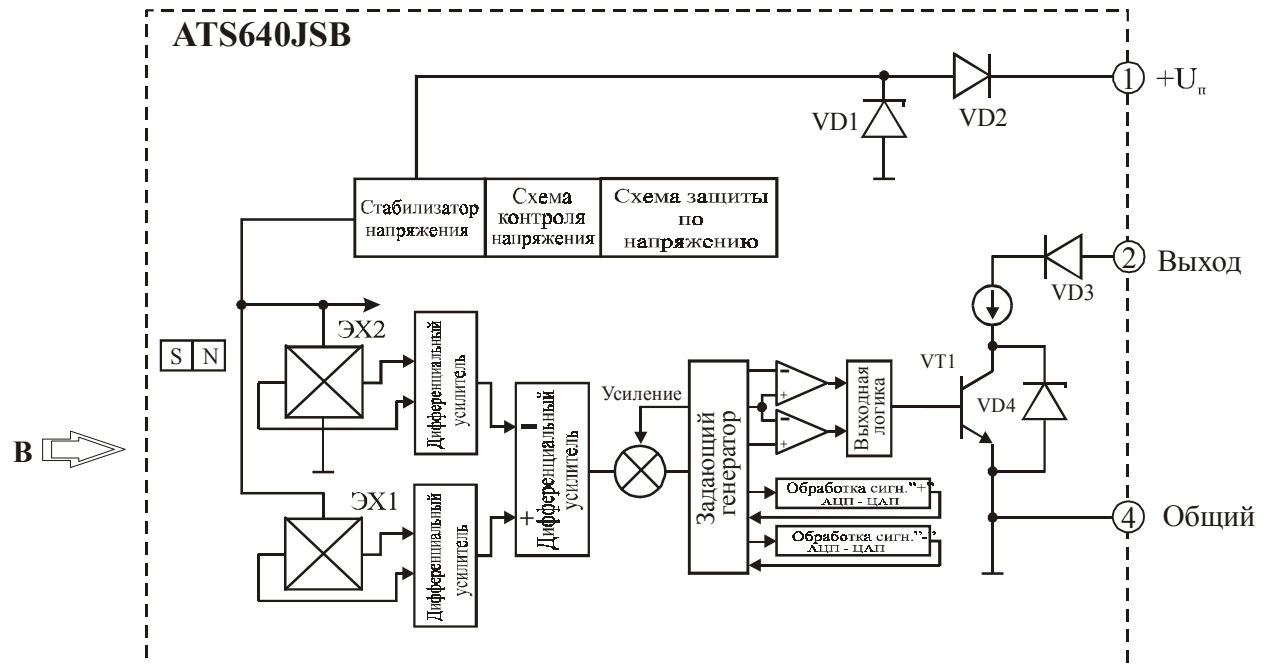 ATS640JSB
1
+Uп
VD1
VD2
Стабилизатор
напряжения
Схема
контроля
напряжения
Схема защиты
по
напряжению
2
Выход
VD3
ЭХ2
S N
Дифференциальный
усилитель
VT1
VD4
Усиление
Выходная
логика
B
−
+
Дифференциальный
усилитель
Задающий
генератор
−
+
−
+
ЭХ1
Дифференциальный
усилитель
Обработка сигн."+"
АЦП - ЦАП
Обработка сигн."-"
АЦП - ЦАП
4
Общий